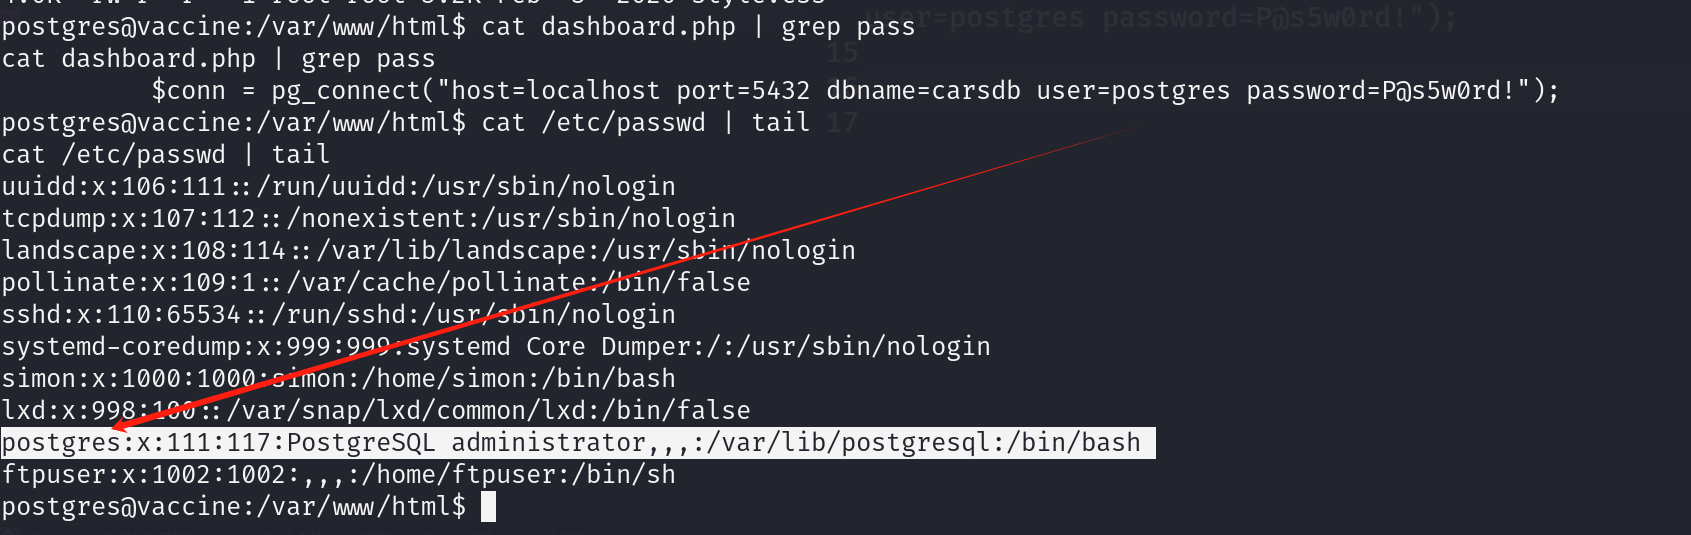 postgres@vaccine:/var/www/html$ cat dashboard.php | grep pass
cat dashboard.php | grep pass
$conn = pg_connect("host=localhost port=5432 dbname=carsdb user=postgres password=P@s5w0rd!");
postgres@vaccine:/var/www/html$ cat /etc/passwd | tail
cat /etc/passwd | tail
uuidd:x:106:111::/run/uuidd:/usr/sbin/nologin
tcpdump:x:107:112::/nonexistent:/usr/sbin/nologin
landscape:x:108:114::/var/lib/landscape:/usr/sbin/nologin
pollinate:x:109:1::/var/cache/pollinate:/bin/false
sshd:x:110:65534::/run/sshd:/usr/sbin/nologin
systemd-coredump:x:999:999:systemd Core Dumper:/:/usr/sbin/nologin
simon:x:1000:1000:simon:/home/simon:/bin/bash
lxd:x:998:100::/var/snap/lxd/common/lxd:/bin/false
postgres:x:111:117:PostgreSQL administrator,,,:/var/lib/postgresql:/bin/bash
ftpuser:x:1002:1002:,,,:/home/ftpuser:/bin/sh
postgres@vaccine:/var/www/html$
user=postgres password=P@s5w0rd!");
15
17